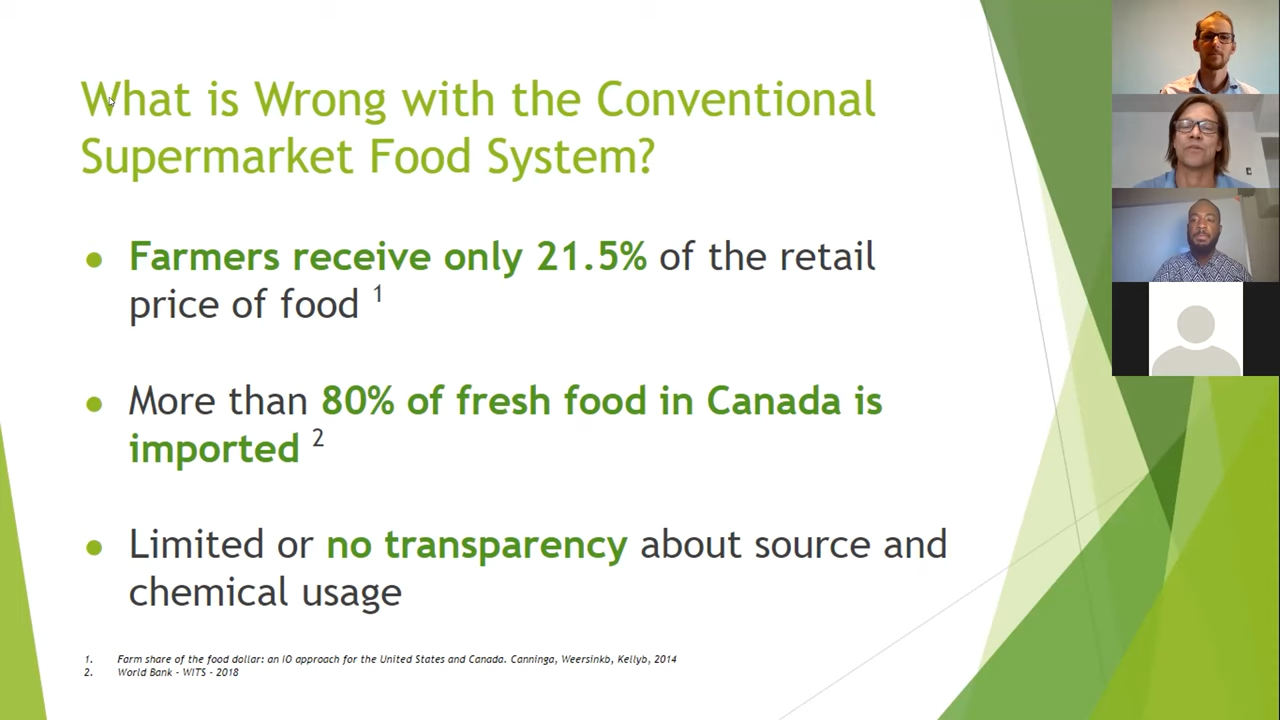 What is Wrong with the Conventional
Supermarket Food System?
● Farmers receive only 21.5% of the retail
price of food 1
● More than 80% of fresh food in Canada is
imported 2
● Limited or no transparency about source and
chemical usage
1. Farm share of the food dollar: an IO approach for the United States and Canada. Canninga, Weersinkb, Kellyb, 2014
2. World Bank - WITS - 2018